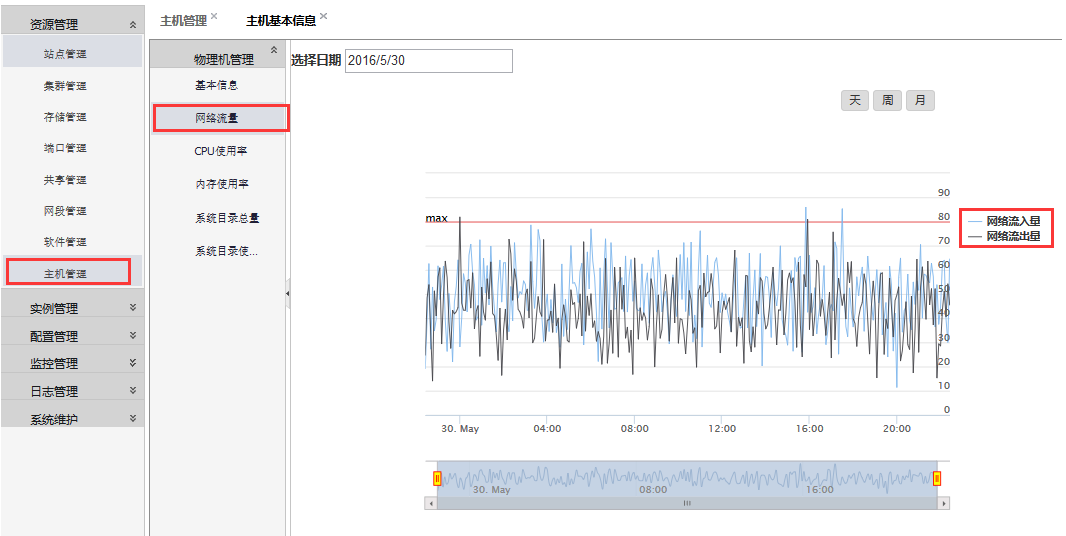 资源管理
站点管理
集群管理
存储管理
端口管理
共享管理
网段管理
软件管理
主机管理
实例管理
配置管理
监控管理
日志管理
系统维护
主机管理
主机基本信息
物理机管理
基本信息
网络流量
CPU使用率
内存使用率
系统目录总量
系统目录使...
选择日期 2016/5/30
天 周 月
max
90
80
70
60
50
40
30
20
10
0
网络流入量
网络流出量
30. May 04:00 08:00 12:00 16:00 20:00
30. May 08:00 16:00